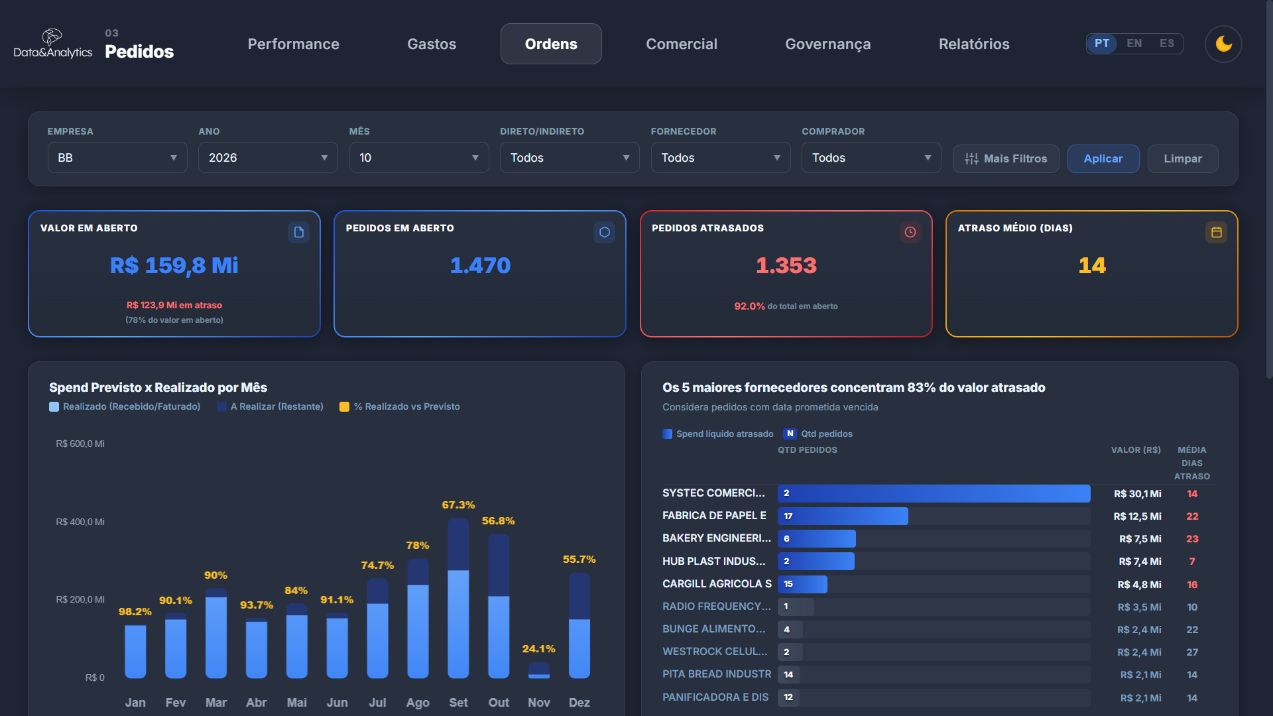 Data&Analytics
03
Pedidos
Performance
Gastos
Ordens
Comercial
Governança
Relatórios
PT EN ES
EMPRESA
BB
ANO
2026
MÊS
10
DIRETO/INDIRETO
Todos
FORNECEDOR
Todos
COMPRADOR
Todos
Mais Filtros
Aplicar
Limpar
VALOR EM ABERTO
R$ 159,8 Mi
R$ 123,9 Mi em atraso
(78% do valor em aberto)
PEDIDOS EM ABERTO
1.470
PEDIDOS ATRASADOS
1.353
92.0% do total em aberto
ATRASO MÉDIO (DIAS)
14
Spend Previsto x Realizado por Mês
Realizado (Recebido/Faturado) A Realizar (Restante) % Realizado vs Previsto
R$ 600,0 Mi
R$ 400,0 Mi
R$ 200,0 Mi
R$ 0
98.2% 90.1% 90% 93.7% 84% 91.1% 74.7% 78% 67.3% 56.8% 24.1% 55.7%
Jan Fev Mar Abr Mai Jun Jul Ago Set Out Nov Dez
Os 5 maiores fornecedores concentram 83% do valor atrasado
Considera pedidos com data prometida vencida
Spend líquido atrasado N Qtd pedidos
QTD PEDIDOS VALOR (R$) MÉDIA
DIAS
ATRASO
SYSTEC COMERCI... 2 R$ 30,1 Mi 14
FABRICA DE PAPEL E 17 R$ 12,5 Mi 22
BAKERY ENGINEERI... 6 R$ 7,5 Mi 23
HUB PLAST INDUS... 2 R$ 7,4 Mi 7
CARGILL AGRICOLA S 15 R$ 4,8 Mi 16
RADIO FREQUENCY... 1 R$ 3,5 Mi 10
BUNGE ALIMENTO... 4 R$ 2,4 Mi 22
WESTROCK CELUL... 2 R$ 2,4 Mi 27
PITA BREAD INDUSTR 14 R$ 2,1 Mi 14
PANIFICADORA E DIS 12 R$ 2,1 Mi 14